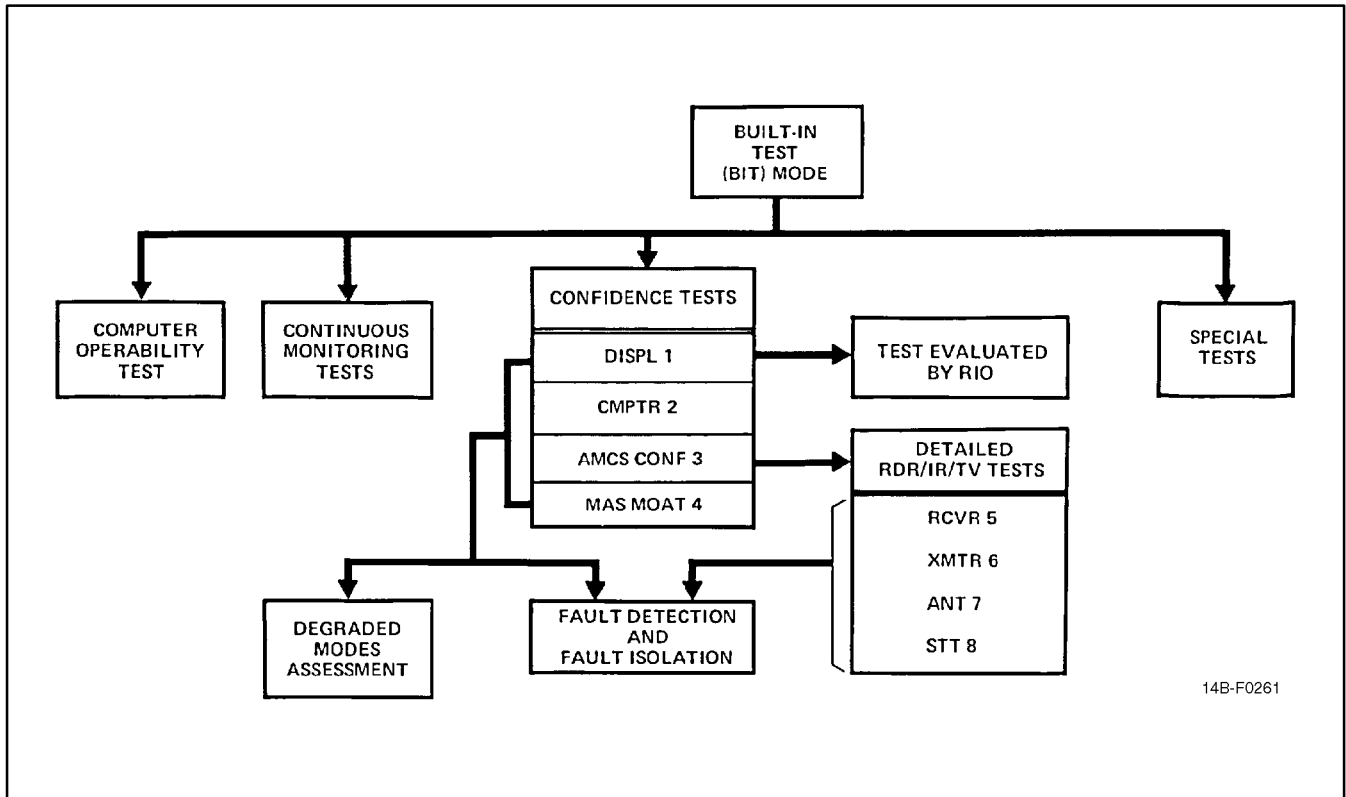 BUILT-IN
TEST
(BIT) MODE
COMPUTER
OPERABILITY
TEST
CONTINUOUS
MONITORING
TESTS
CONFIDENCE TESTS
DISPL 1
CMPTR 2
AMCS CONF 3
MAS MOAT 4
TEST EVALUATED
BY RIO
SPECIAL
TESTS
DETAILED
RDR/IR/TV TESTS
RCVR 5
XMTR 6
ANT 7
STT 8
DEGRADED
MODES
ASSESSMENT
FAULT DETECTION
AND
FAULT ISOLATION
14B-F0261